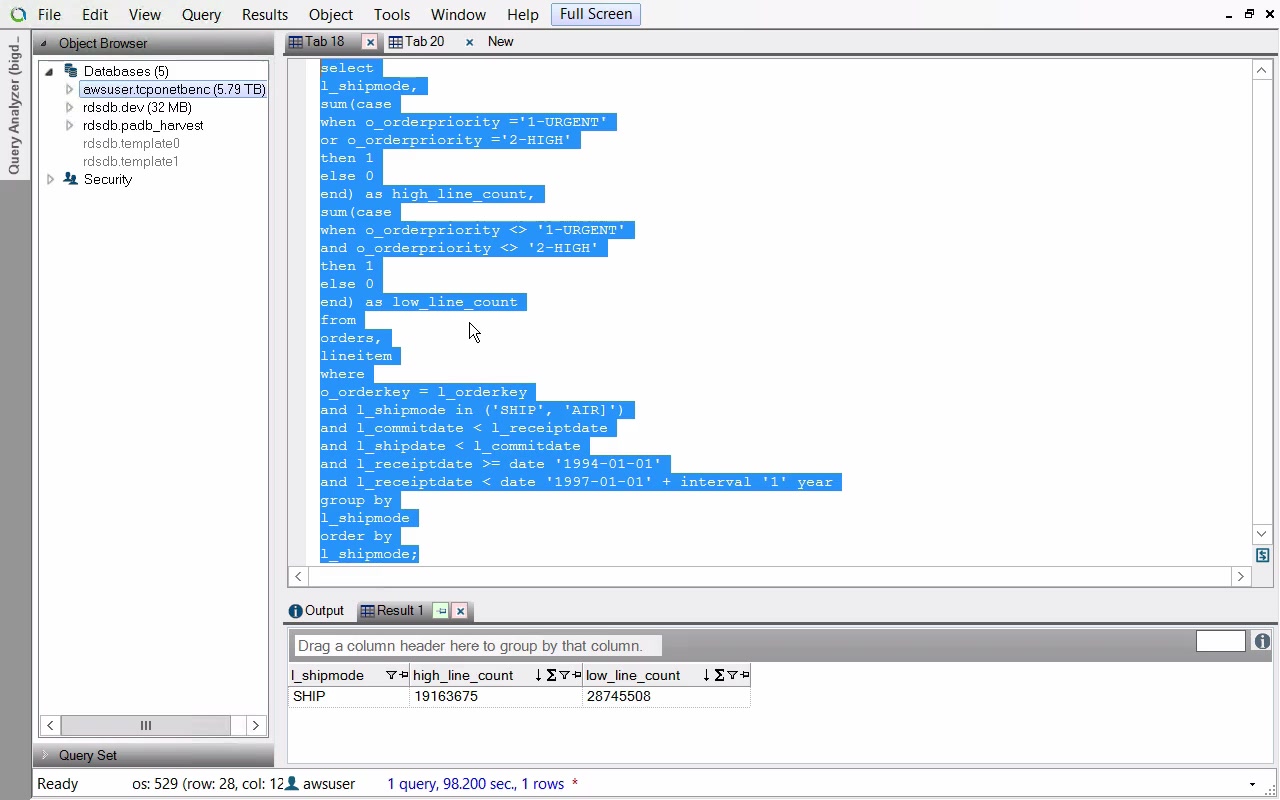 File Edit View Query Results Object Tools Window Help Full Screen
Query Analyzer (bigd...
Object Browser
Tab 18 Tab 20 New
Databases (5)
awsuser.tcponetbenc (5.79 TB)
rdsdb.dev (32 MB)
rdsdb.padb_harvest
rdsdb.template0
rdsdb.template1
Security
select
l_shipmode,
sum(case
when o_orderpriority ='1-URGENT'
or o_orderpriority ='2-HIGH'
then 1
else 0
end) as high_line_count,
sum(case
when o_orderpriority <> '1-URGENT'
and o_orderpriority <> '2-HIGH'
then 1
else 0
end) as low_line_count
from
orders,
lineitem
where
o_orderkey = l_orderkey
and l_shipmode in ('SHIP', 'AIR]')
and l_commitdate < l_receiptdate
and l_shipdate < l_commitdate
and l_receiptdate >= date '1994-01-01'
and l_receiptdate < date '1997-01-01' + interval '1' year
group by
l_shipmode
order by
l_shipmode;
Output Result 1
Drag a column header here to group by that column.
l_shipmode high_line_count low_line_count
SHIP 19163675 28745508
Query Set
Ready os: 529 (row: 28, col: 12 awsuser 1 query, 98.200 sec., 1 rows *